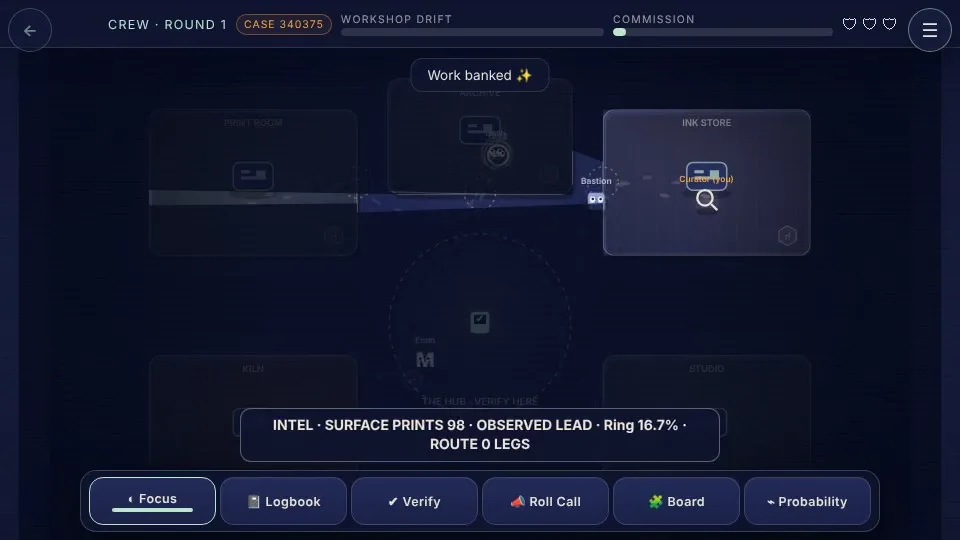 CREW · ROUND 1
CASE 340375
WORKSHOP DRIFT
COMMISSION
Work banked ✨
ARCHIVE
PRINT ROOM
INK STORE
Bastion
Curator (you)
KILN
STUDIO
THE HUB · VERIFY HERE
INTEL · SURFACE PRINTS 98 · OBSERVED LEAD · Ring 16.7% ·
ROUTE 0 LEGS
Focus
📓 Logbook
✔ Verify
📣 Roll Call
🧩 Board
⌁ Probability